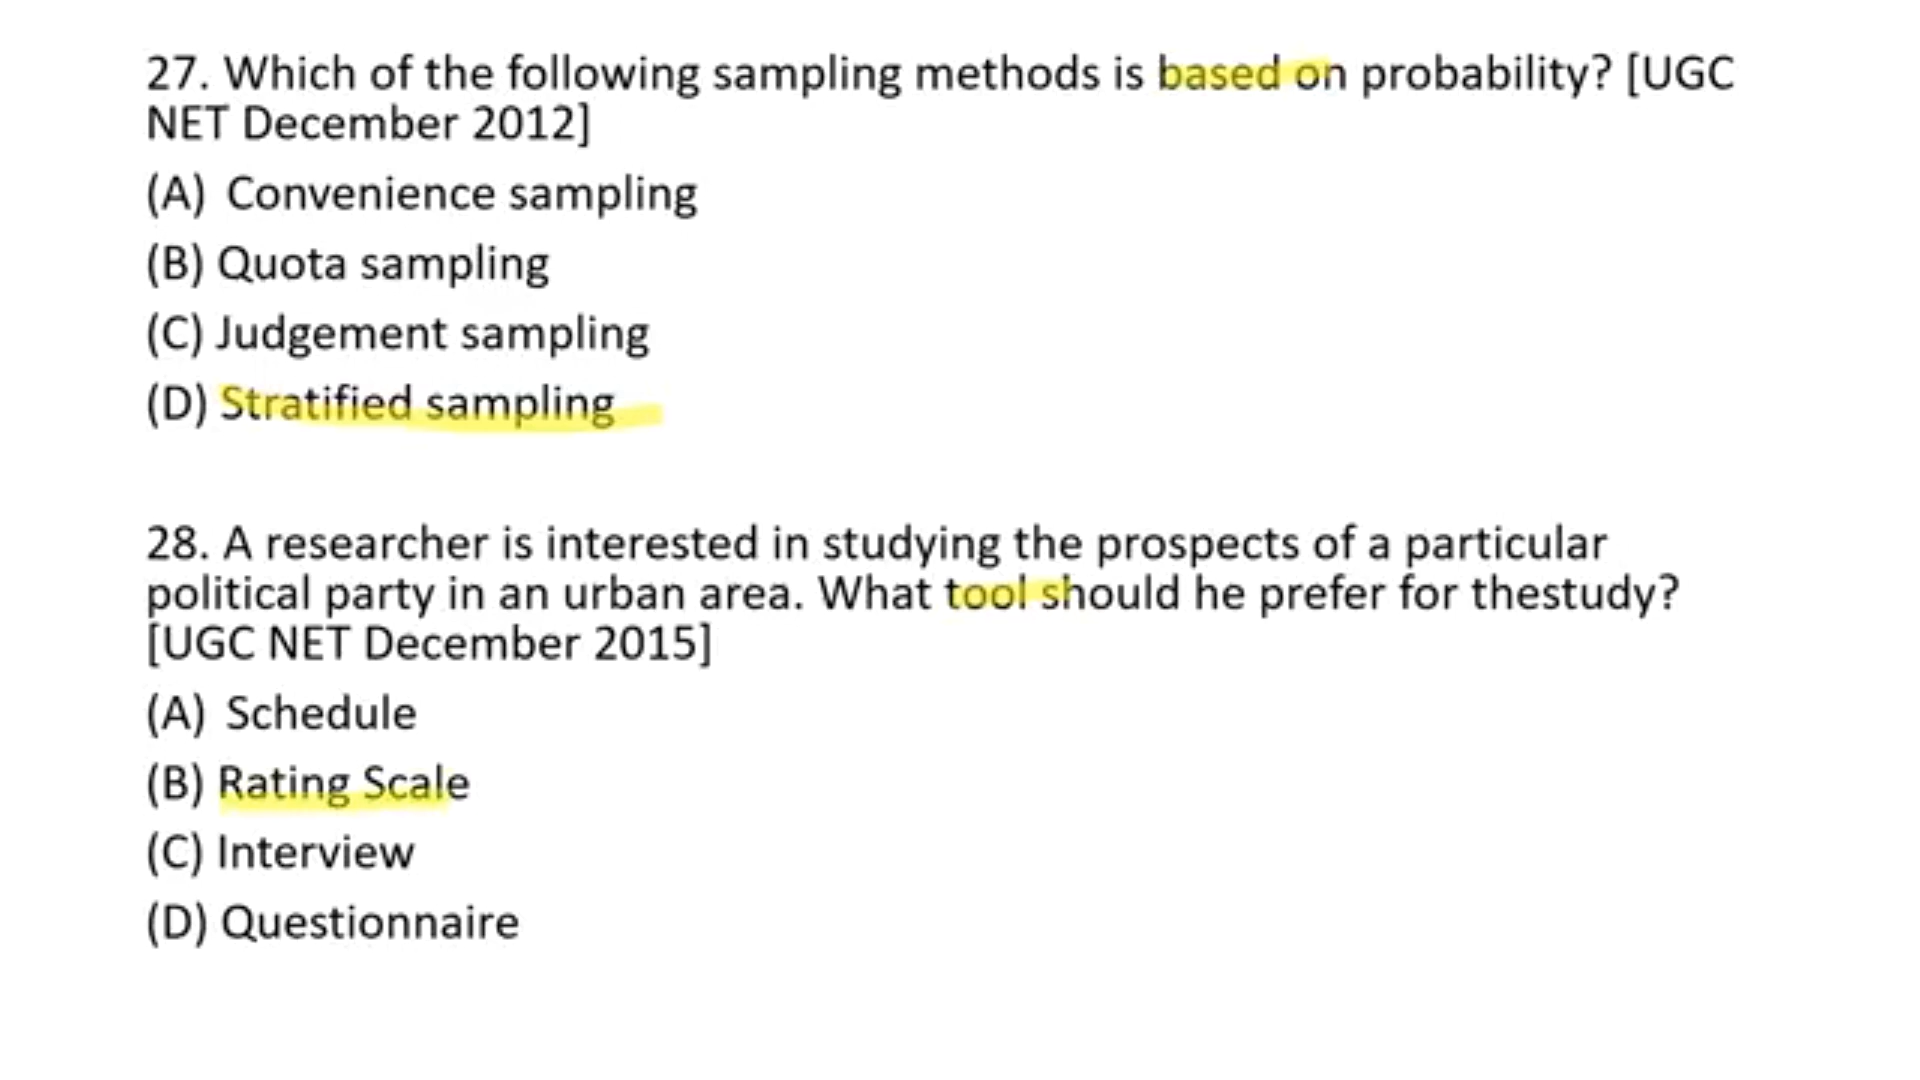 27. Which of the following sampling methods is based on probability? [UGC
NET December 2012]
(A) Convenience sampling
(B) Quota sampling
(C) Judgement sampling
(D) Stratified sampling
28. A researcher is interested in studying the prospects of a particular
political party in an urban area. What tool should he prefer for thestudy?
[UGC NET December 2015]
(A) Schedule
(B) Rating Scale
(C) Interview
(D) Questionnaire